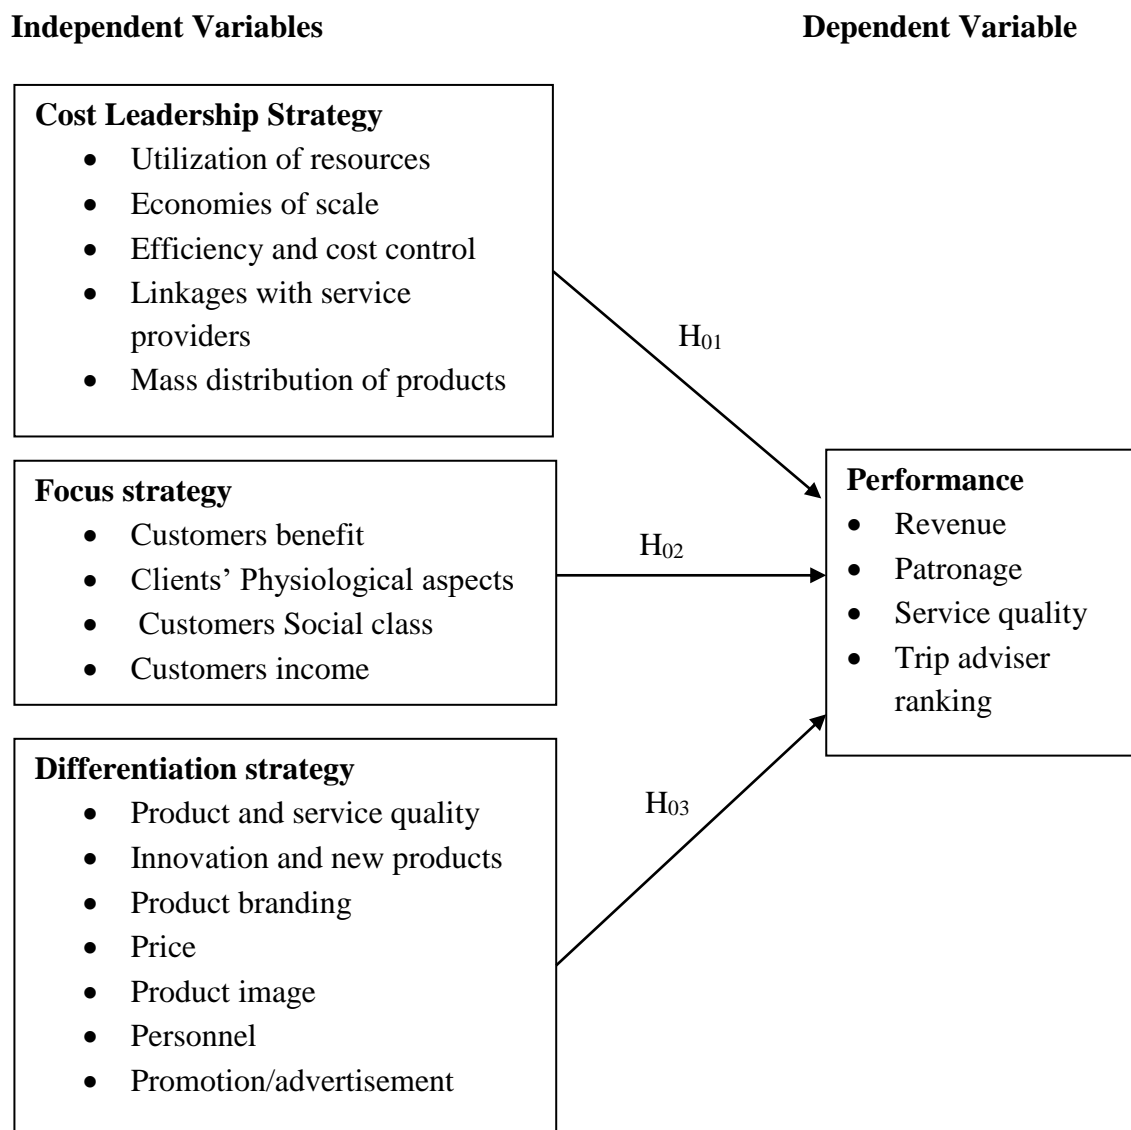 Independent Variables
Dependent Variable
Cost Leadership Strategy
• Utilization of resources
• Economies of scale
• Efficiency and cost control
• Linkages with service
providers
• Mass distribution of products
H01
Focus strategy
• Customers benefit
• Clients’ Physiological aspects
• Customers Social class
• Customers income
H02
Performance
• Revenue
• Patronage
• Service quality
• Trip adviser
ranking
Differentiation strategy
• Product and service quality
• Innovation and new products
• Product branding
• Price
• Product image
• Personnel
• Promotion/advertisement
H03